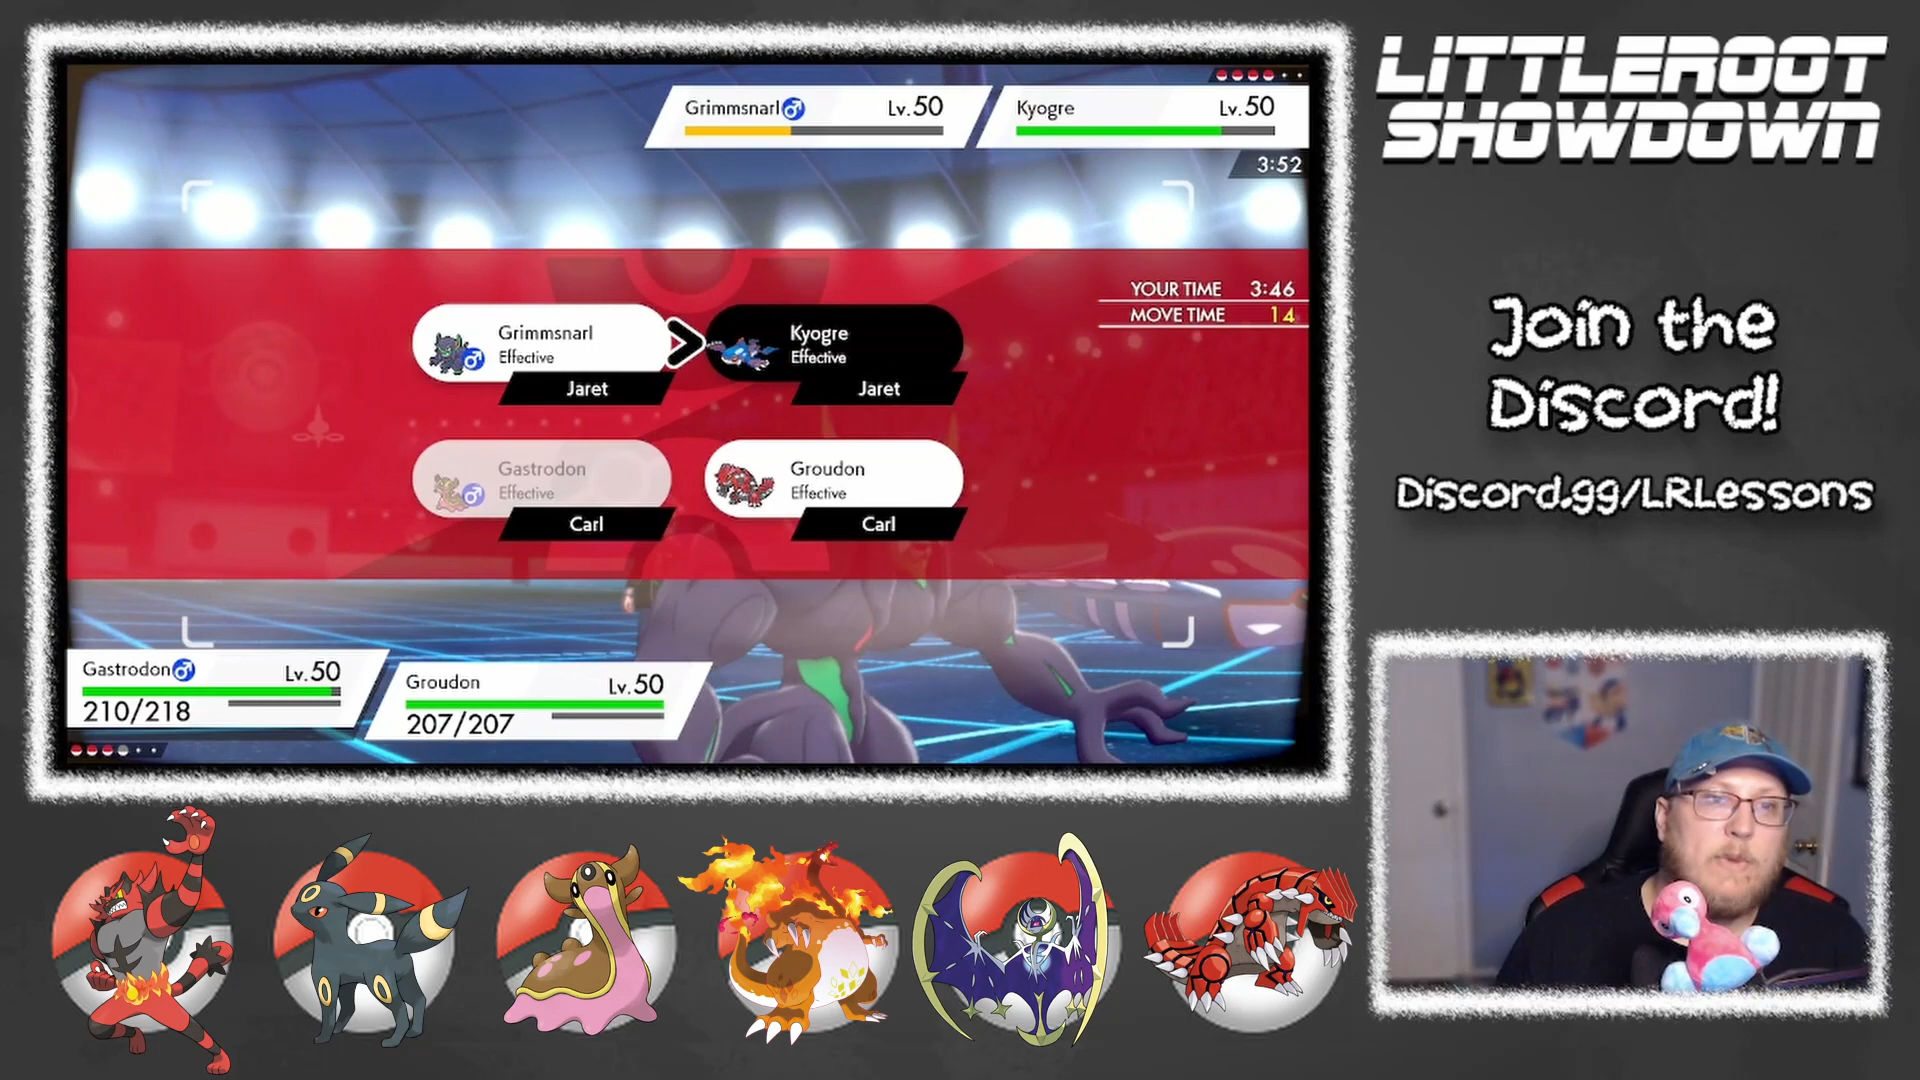 LITTLEROOT
SHOWDOWN
Grimmsnarl♂ Lv.50
Kyogre Lv.50
3:52
YOUR TIME 3:46
MOVE TIME 14
Grimmsnarl
Effective
Jaret
Kyogre
Effective
Jaret
Gastrodon
Effective
Carl
Groudon
Effective
Carl
Join the
Discord!
Discord.gg/LRLessons
Gastrodon♂ Lv.50
210/218
Groudon Lv.50
207/207